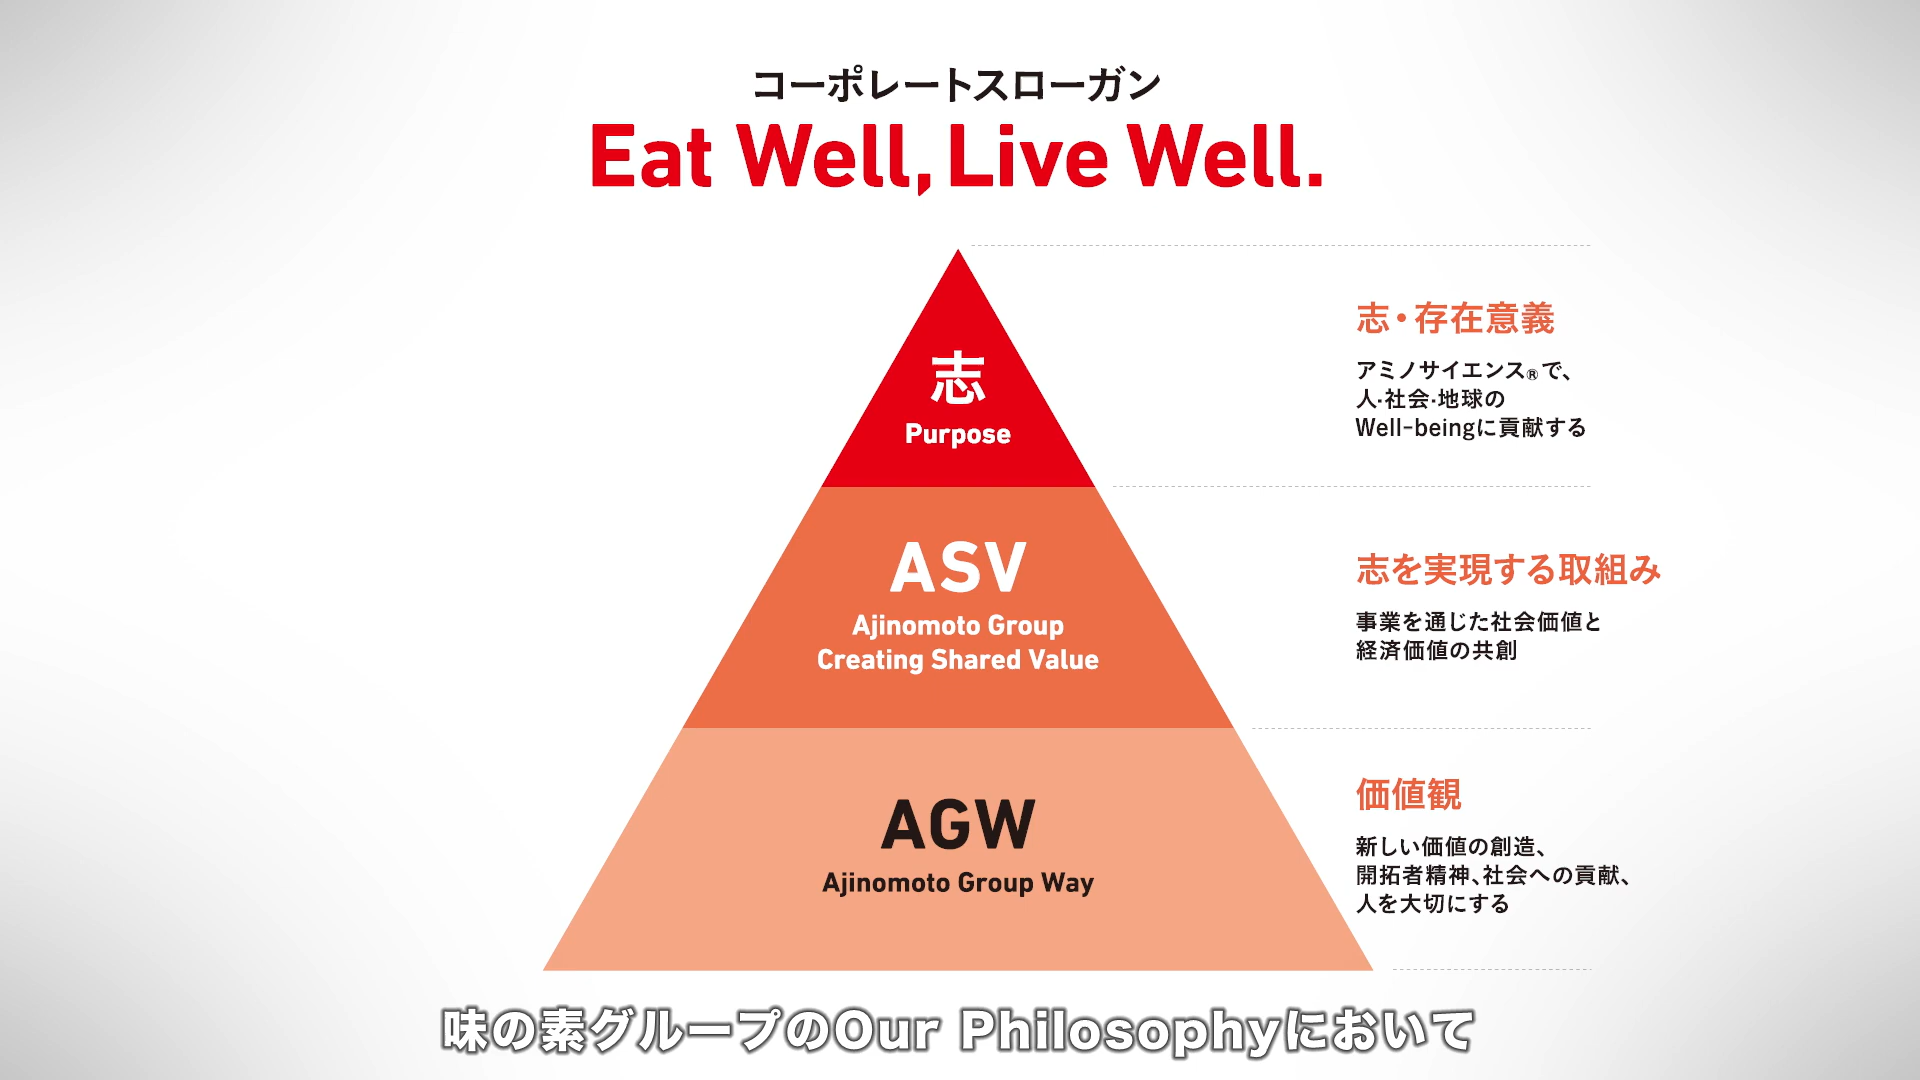 コーポレートスローガン
Eat Well, Live Well.
志
Purpose
志・存在意義
アミノサイエンス®で、
人・社会・地球の
Well-beingに貢献する
ASV
Ajinomoto Group
Creating Shared Value
志を実現する取組み
事業を通じた社会価値と
経済価値の共創
AGW
Ajinomoto Group Way
価値観
新しい価値の創造、
開拓者精神、社会への貢献、
人を大切にする
味の素グループのOur Philosophyにおいて